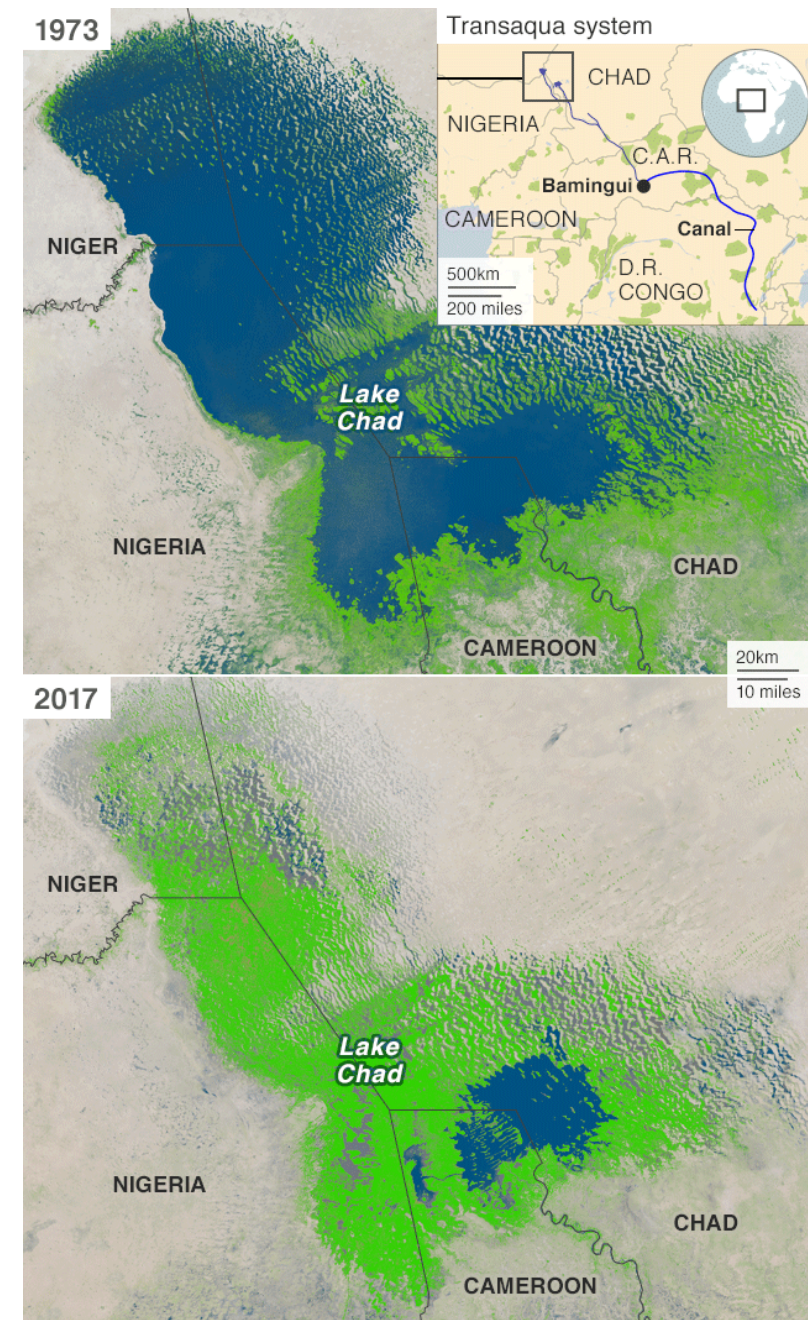 1973
Transaqua system
CHAD
NIGERIA
C.A.R.
Bamingui
CAMEROON
Canal
D.R.
CONGO
500km
200 miles
NIGER
Lake
Chad
NIGERIA
CHAD
CAMEROON
20km
10 miles
2017
NIGER
Lake
Chad
NIGERIA
CHAD
CAMEROON